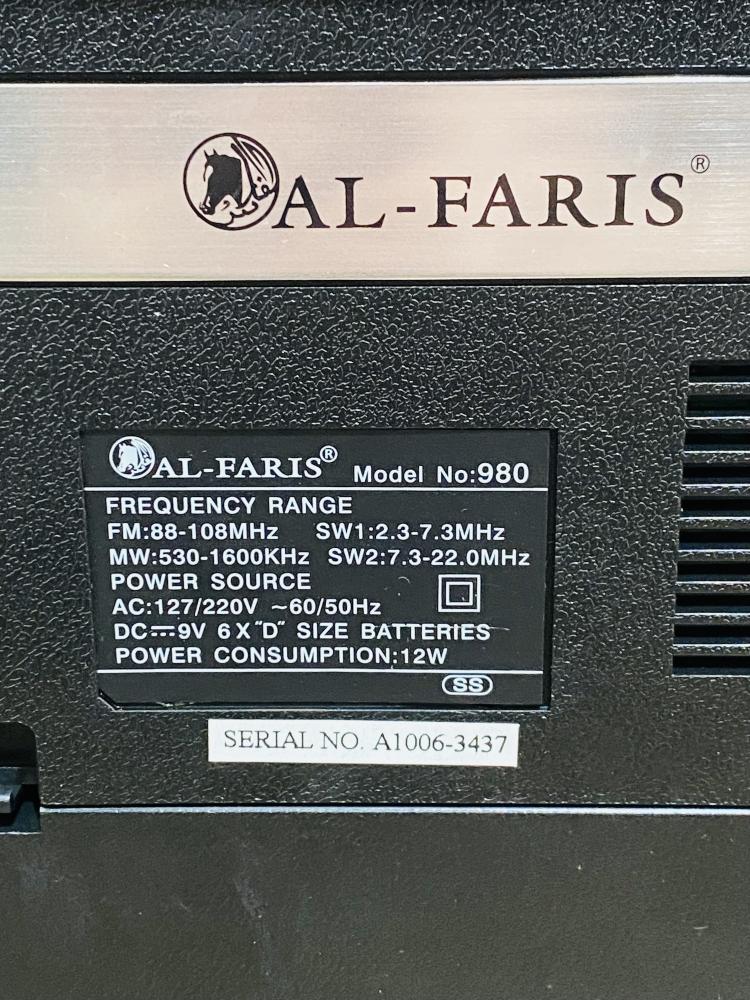 فارس
AL-FARIS®
AL-FARIS® Model No:980
FREQUENCY RANGE
FM:88-108MHz SW1:2.3-7.3MHz
MW:530-1600KHz SW2:7.3-22.0MHz
POWER SOURCE
AC:127/220V ~60/50Hz
DC⎓9V 6X"D" SIZE BATTERIES
POWER CONSUMPTION:12W
SS
SERIAL NO. A1006-3437